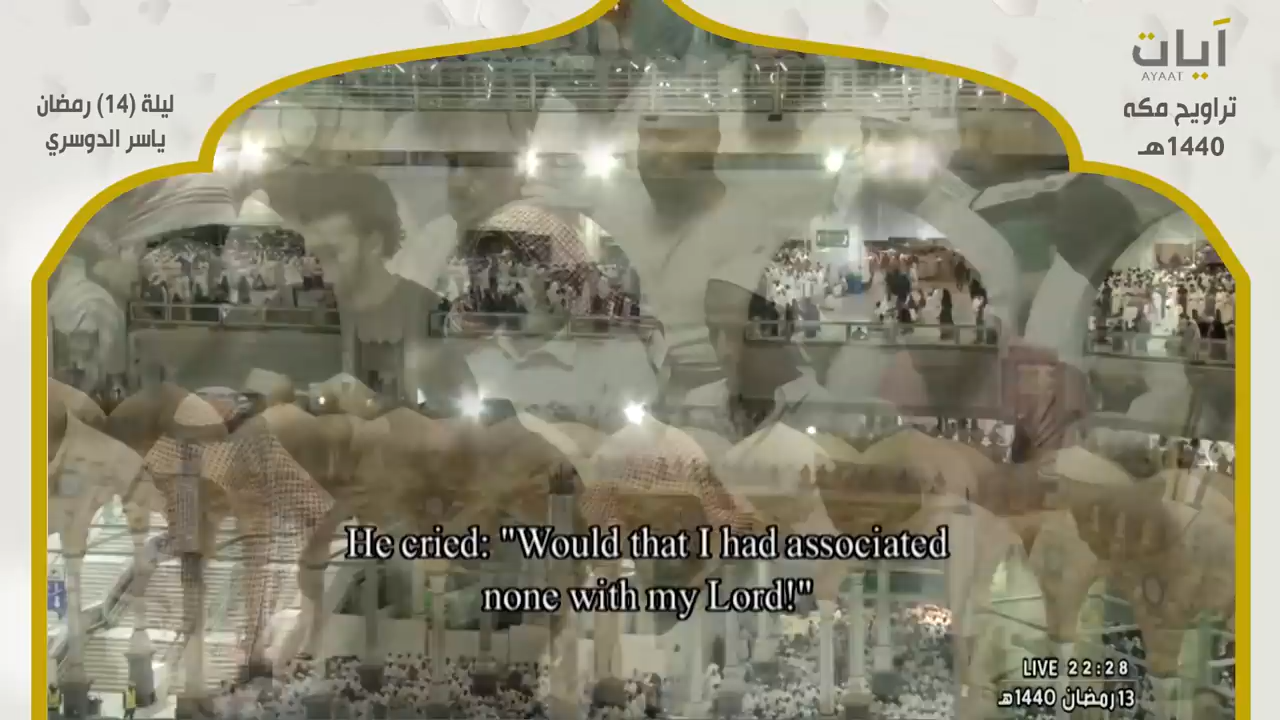 آيات
AYAAT
تراويح مكه
1440هـ
ليلة (14) رمضان
ياسر الدوسري
He cried: "Would that I had associated
none with my Lord!"
LIVE 22:28
13 رمضان 1440هـ